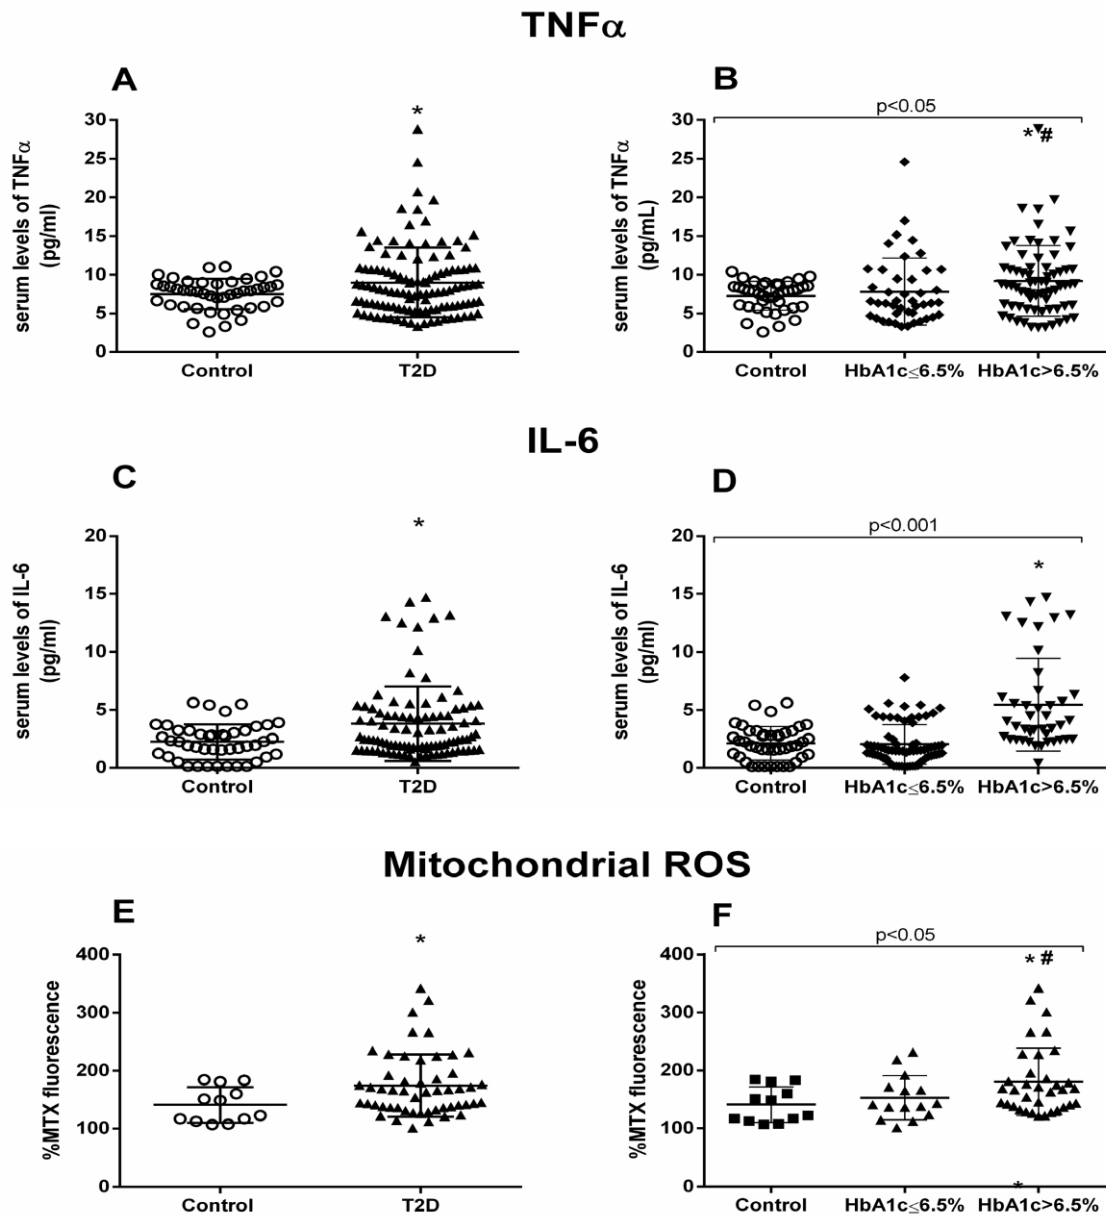 TNFα
A
serum levels of TNFα
(pg/ml)
30
25
20
15
10
5
0
*
Control
T2D
B
serum levels of TNFα
(pg/mL)
30
25
20
15
10
5
0
p<0.05
* #
Control
HbA1c≤6.5%
HbA1c>6.5%
IL-6
C
serum levels of IL-6
(pg/ml)
20
15
10
5
0
*
Control
T2D
D
serum levels of IL-6
(pg/ml)
20
15
10
5
0
p<0.001
*
Control
HbA1c≤6.5%
HbA1c>6.5%
Mitochondrial ROS
E
%MTX fluorescence
400
300
200
100
0
*
Control
T2D
F
%MTX fluorescence
400
300
200
100
0
p<0.05
* #
*
Control
HbA1c≤6.5%
HbA1c>6.5%